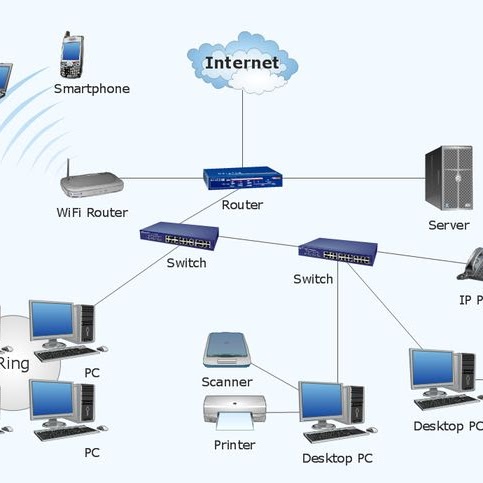 Internet
Smartphone
WiFi Router
Router
Server
Switch
Switch
IP P
Ring
PC
PC
Scanner
Printer
Desktop PC
Desktop PC